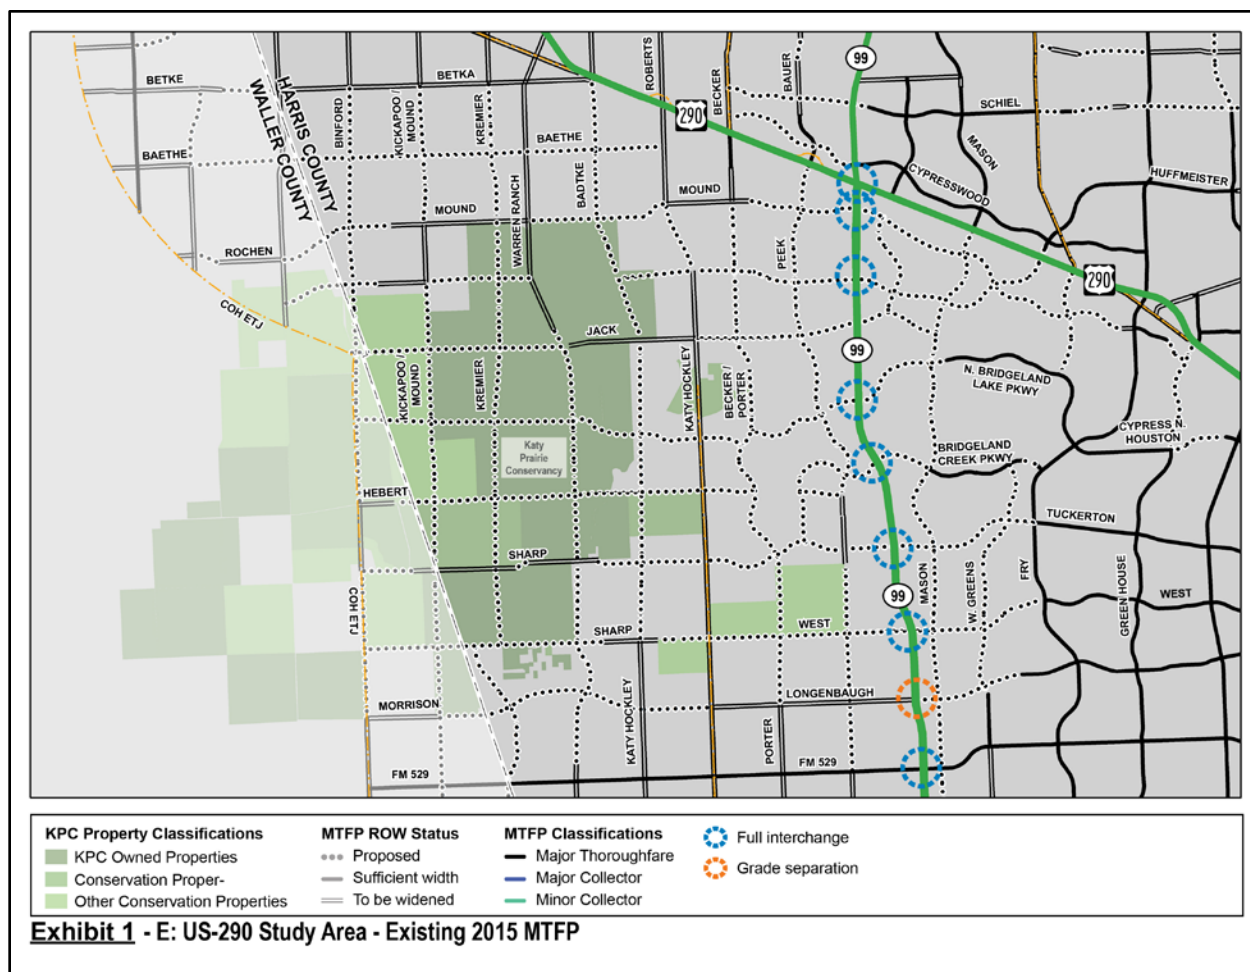 BETKE
BETKA
HARRIS COUNTY
WALLER COUNTY
BINFORD
KICKAPOO /
MOUND
KREMIER
BAETHE
BADTKE
ROBERTS
BECKER
BAUER
99
290
SCHIEL
MASON
CYPRESSWOOD
HUFFMEISTER
BAETHE
MOUND
MOUND
WARREN RANCH
PEEK
ROCHEN
COH ETJ
290
JACK
99
KICKAPOO /
MOUND
KREMIER
KATY HOCKLEY
BECKER /
PORTER
N. BRIDGELAND
LAKE PKWY
CYPRESS N.
HOUSTON
Katy
Prairie
Conservancy
BRIDGELAND
CREEK PKWY
HEBERT
TUCKERTON
SHARP
COH ETJ
99
MASON
W. GREENS
FRY
GREEN HOUSE
WEST
SHARP
WEST
MORRISON
KATY HOCKLEY
LONGENBAUGH
PORTER
FM 529
FM 529
KPC Property Classifications
KPC Owned Properties
Conservation Proper-
Other Conservation Properties
MTFP ROW Status
Proposed
Sufficient width
To be widened
MTFP Classifications
Major Thoroughfare
Major Collector
Minor Collector
Full interchange
Grade separation
Exhibit 1 - E: US-290 Study Area - Existing 2015 MTFP